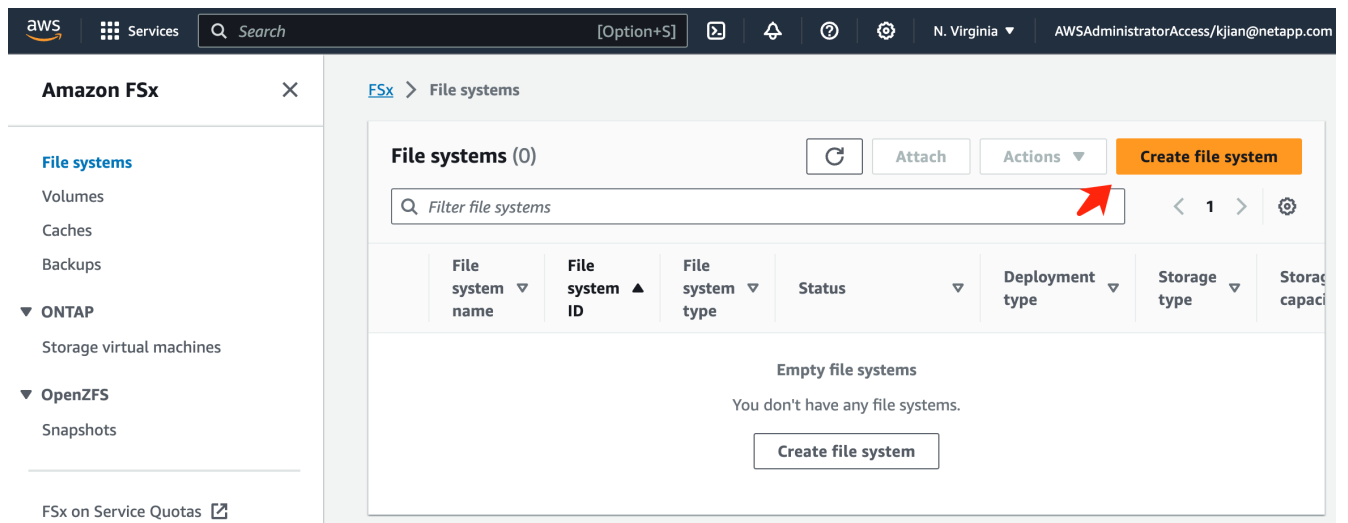 aws
Services
Search
[Option+S]
N. Virginia
AWSAdministratorAccess/kjian@netapp.com
Amazon FSx
File systems
Volumes
Caches
Backups
ONTAP
Storage virtual machines
OpenZFS
Snapshots
FSx on Service Quotas
FSx
File systems
File systems (0)
Attach
Actions
Create file system
Filter file systems
1
File
system
name
File
system
ID
File
system
type
Status
Deployment
type
Storage
type
Storag
capaci
Empty file systems
You don't have any file systems.
Create file system